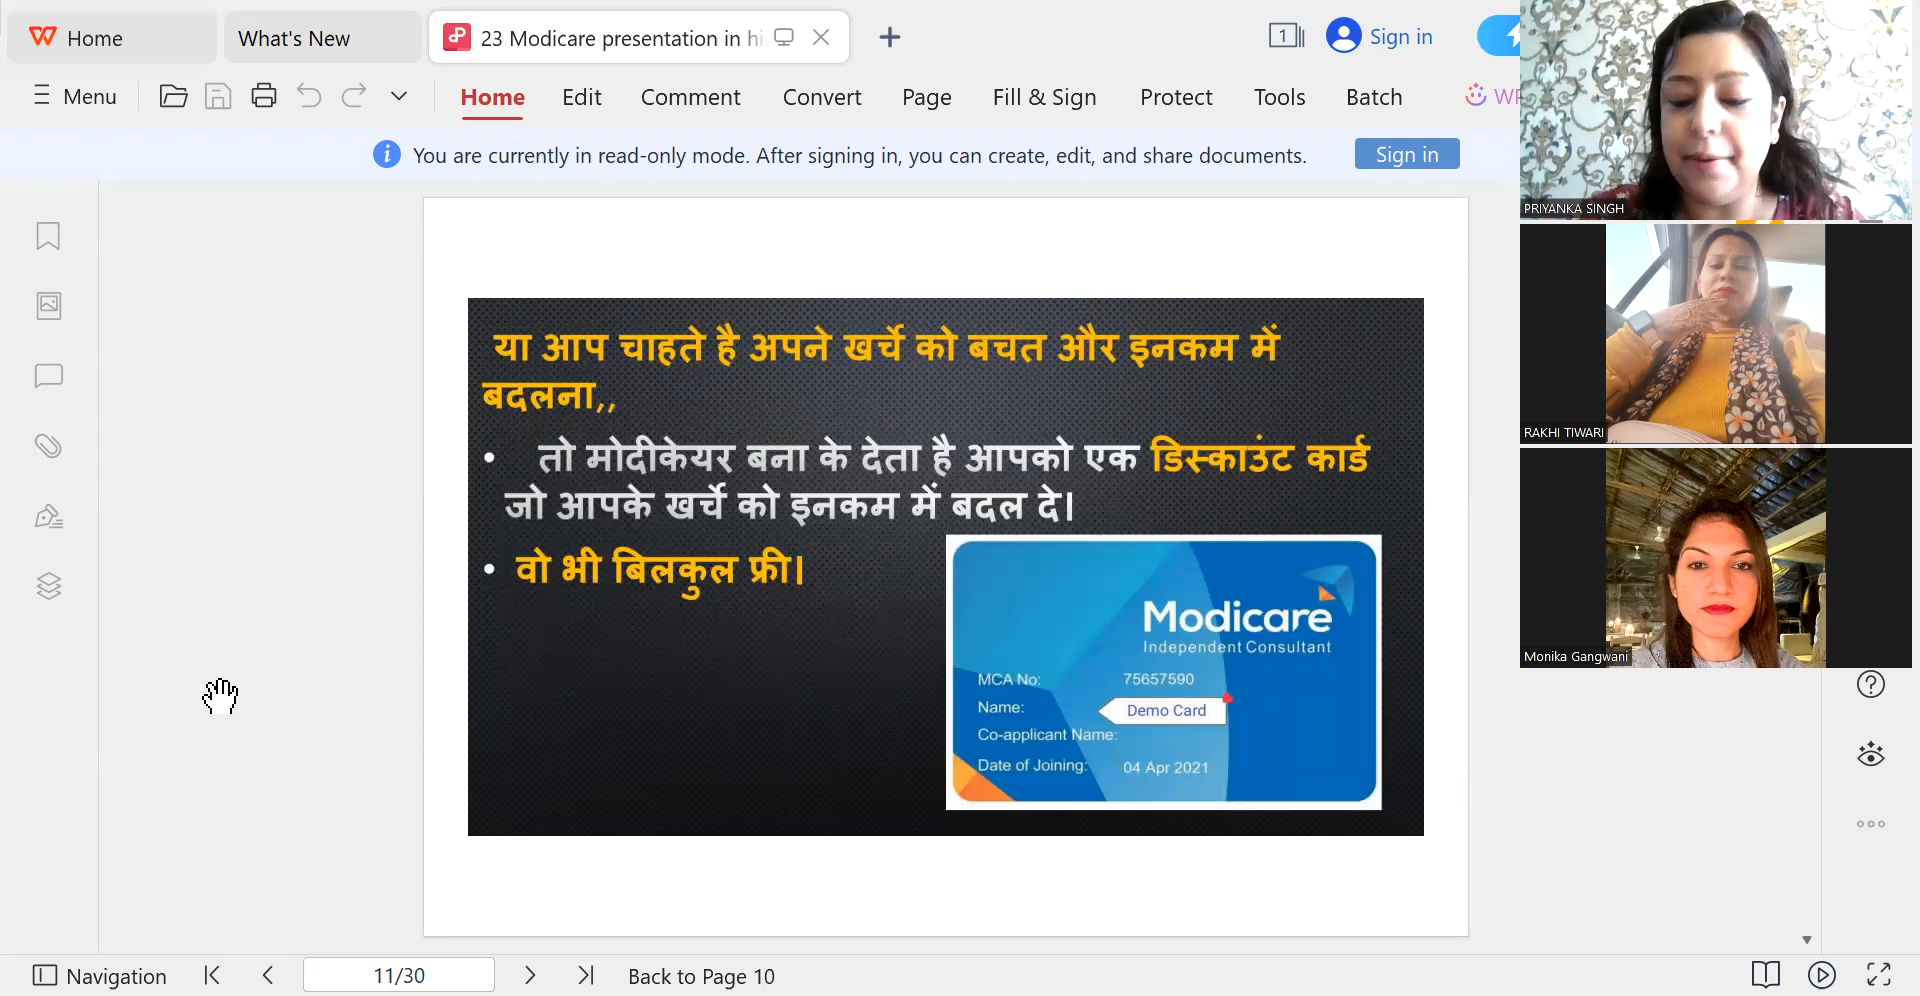 Home
What's New
23 Modicare presentation in hi
1
Sign in
Menu
Home
Edit
Comment
Convert
Page
Fill & Sign
Protect
Tools
Batch
You are currently in read-only mode. After signing in, you can create, edit, and share documents.
Sign in
या आप चाहते है अपने खर्चे को बचत और इनकम में
बदलना,,
• तो मोदीकेयर बना के देता है आपको एक डिस्काउंट कार्ड
जो आपके खर्चे को इनकम में बदल दे।
• वो भी बिलकुल फ्री।
Modicare
Independent Consultant
MCA No: 75657590
Name: Demo Card
Co-applicant Name:
Date of Joining: 04 Apr 2021
PRIYANKA SINGH
RAKHI TIWARI
Monika Gangwani
Navigation
11/30
Back to Page 10